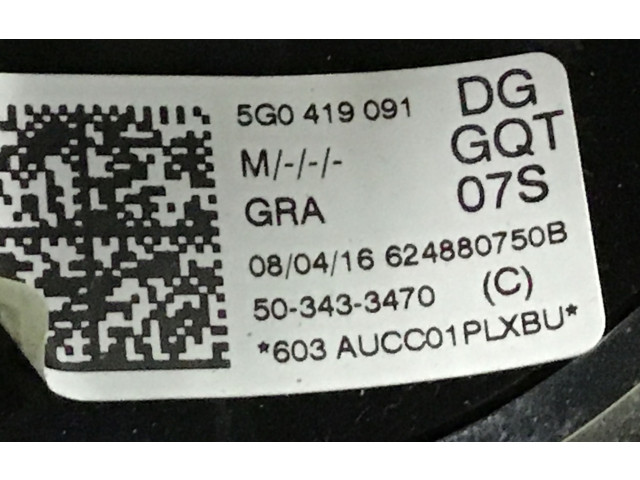 5G0 419 091 DG
M/-/-/- GQT
GRA 07S
08/04/16 624880750B
50-343-3470 (C)
*603 AUCC01PLXBU*